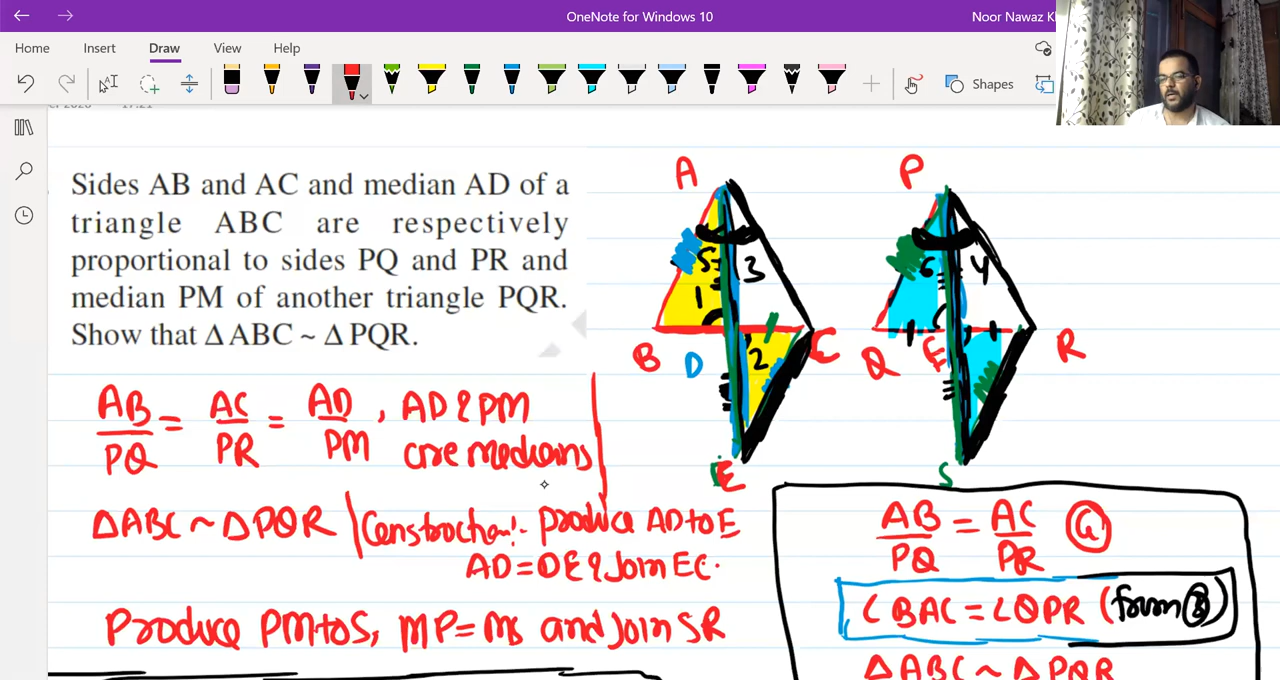 OneNote for Windows 10
Noor Nawaz Kh
Home Insert Draw View Help
Shapes
17:21
Sides AB and AC and median AD of a
triangle ABC are respectively
proportional to sides PQ and PR and
median PM of another triangle PQR.
Show that Δ ABC ~ Δ PQR.
A
5 3
1
B D 2 C
E
P
6 4
Q E R
S
AB/PQ = AC/PR = AD/PM , AD & PM
are medians
ΔABC ~ ΔPQR | Construction:- Produce AD to E
AD = DE & Join EC.
Produce PM to S, MP = MS and Join SR
AB/PQ = AC/PR (a)
∠BAC = ∠QPR (from (B))
ΔABC ~ ΔPQR